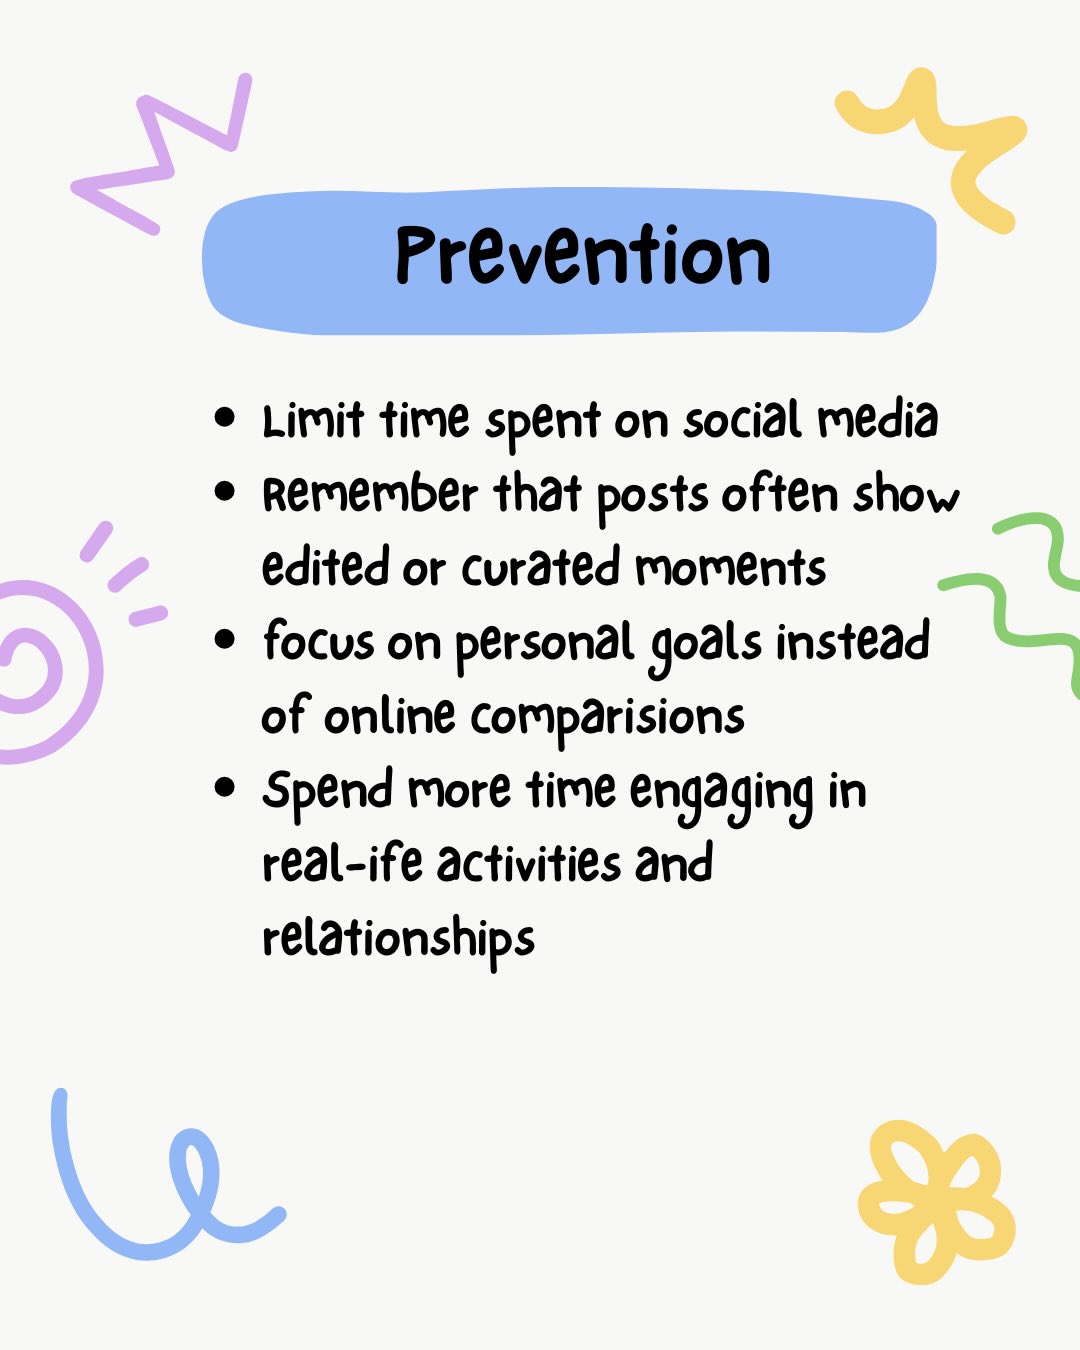 Prevention
• Limit time spent on social media
• Remember that posts often show
edited or curated moments
• focus on personal goals instead
of online comparisions
• Spend more time engaging in
real-ife activities and
relationships